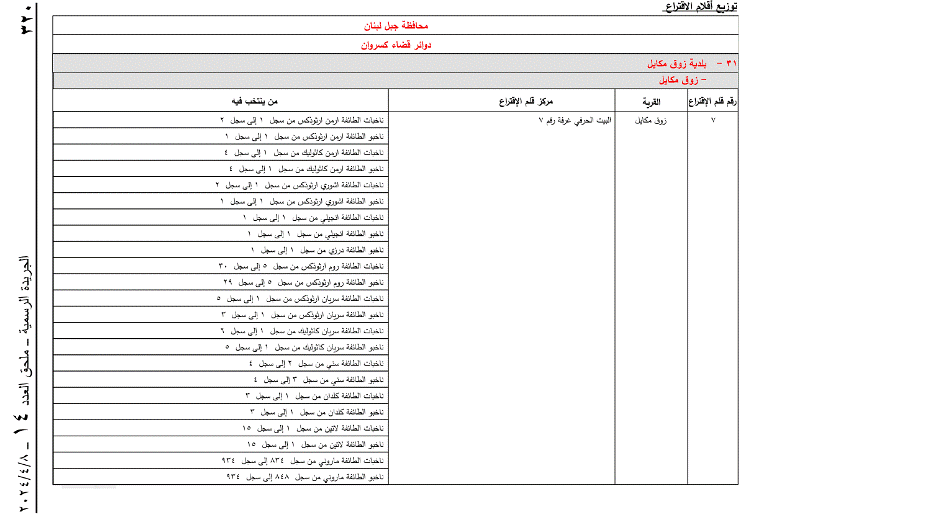 توزيع أقلام الإقتراع
محافظة جبل لبنان
دوائر قضاء كسروان
٣١ - بلدية زوق مكايل
- زوق مكايل
رقم قلم الإقتراع القرية مركز قلم الإقتراع من ينتخب فيه
٧ زوق مكايل البيت الحرفي غرفة رقم ٧ ناخبات الطائفة ارمن ارثوذكس من سجل ١ إلى سجل ٢
ناخبو الطائفة ارمن ارثوذكس من سجل ١ إلى سجل ١
ناخبات الطائفة ارمن كاثوليك من سجل ١ إلى سجل ٤
ناخبو الطائفة ارمن كاثوليك من سجل ١ إلى سجل ٤
ناخبات الطائفة اشوري ارثوذكس من سجل ١ إلى سجل ٢
ناخبو الطائفة اشوري ارثوذكس من سجل ١ إلى سجل ١
ناخبات الطائفة انجيلي من سجل ١ إلى سجل ١
ناخبو الطائفة انجيلي من سجل ١ إلى سجل ١
ناخبو الطائفة درزي من سجل ١ إلى سجل ١
ناخبات الطائفة روم ارثوذكس من سجل ٥ إلى سجل ٣٠
ناخبو الطائفة روم ارثوذكس من سجل ٥ إلى سجل ٢٩
ناخبات الطائفة سريان ارثوذكس من سجل ١ إلى سجل ٥
ناخبو الطائفة سريان ارثوذكس من سجل ١ إلى سجل ٣
ناخبات الطائفة سريان كاثوليك من سجل ١ إلى سجل ٦
ناخبو الطائفة سريان كاثوليك من سجل ١ إلى سجل ٥
ناخبات الطائفة سني من سجل ٢ إلى سجل ٤
ناخبو الطائفة سني من سجل ٣ إلى سجل ٤
ناخبات الطائفة كلدان من سجل ١ إلى سجل ٣
ناخبو الطائفة كلدان من سجل ١ إلى سجل ٣
ناخبات الطائفة لاتين من سجل ١ إلى سجل ١٥
ناخبو الطائفة لاتين من سجل ١ إلى سجل ١٥
ناخبات الطائفة ماروني من سجل ٨٣٤ إلى سجل ٩٣٤
ناخبو الطائفة ماروني من سجل ٨٤٨ إلى سجل ٩٣٤
٣٢٠
الجريدة الرسمية – ملحق العدد ١٤ – ٢٠٢٤/٤/٨